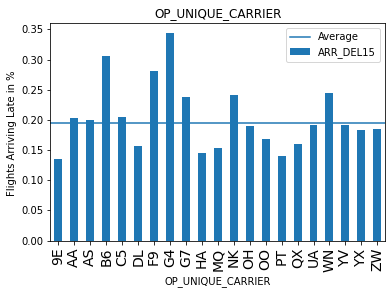 OP_UNIQUE_CARRIER
Flights Arriving Late in %
0.35
0.30
0.25
0.20
0.15
0.10
0.05
0.00
Average
ARR_DEL15
9E AA AS B6 C5 DL F9 G4 G7 HA MQ NK OH OO PT QX UA WN YV YX ZW
OP_UNIQUE_CARRIER